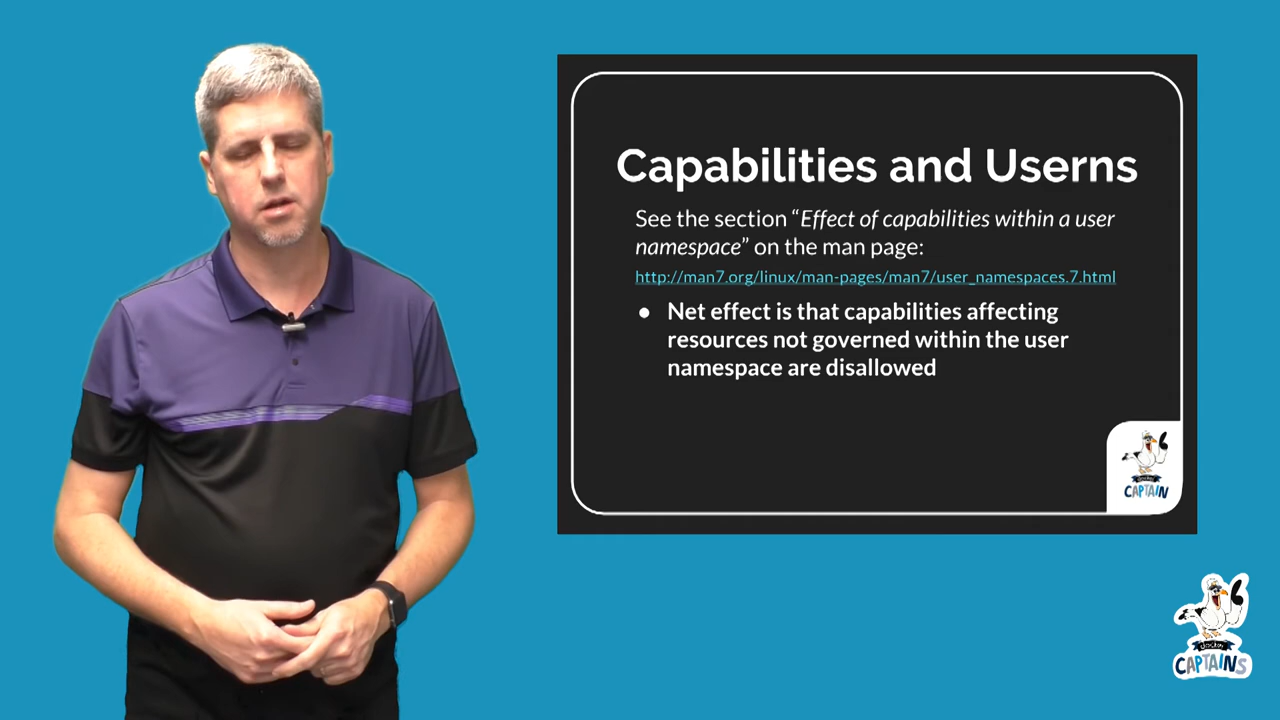 Capabilities and Userns
See the section “Effect of capabilities within a user
namespace” on the man page:
http://man7.org/linux/man-pages/man7/user_namespaces.7.html
● Net effect is that capabilities affecting
resources not governed within the user
namespace are disallowed
CAPTAIN
CAPTAINS